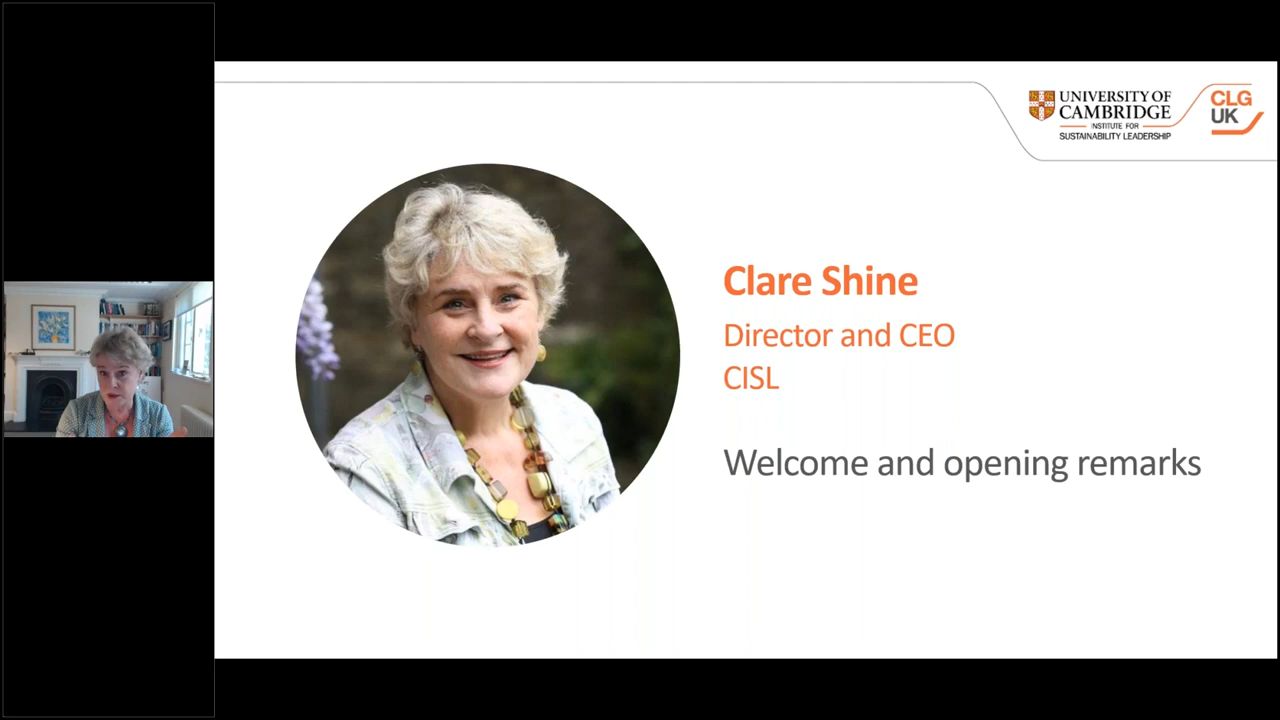 UNIVERSITY OF
CAMBRIDGE
INSTITUTE FOR
SUSTAINABILITY LEADERSHIP
CLG
UK
Clare Shine
Director and CEO
CISL
Welcome and opening remarks